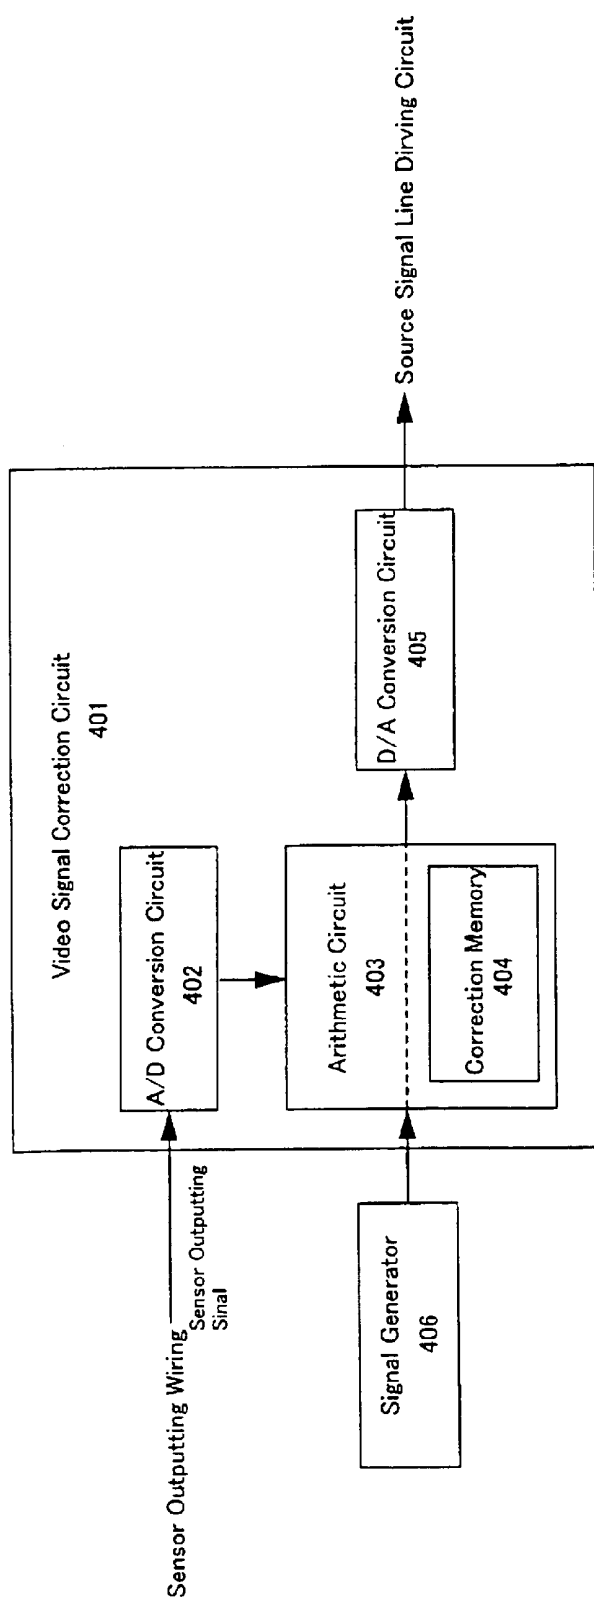 Video Signal Correction Circuit
401
Sensor Outputting Wiring
Sensor Outputting
Sinal
A/D Conversion Circuit
402
Signal Generator
406
Arithmetic Circuit
403
Correction Memory
404
D/A Conversion Circuit
405
Source Signal Line Dirving Circuit